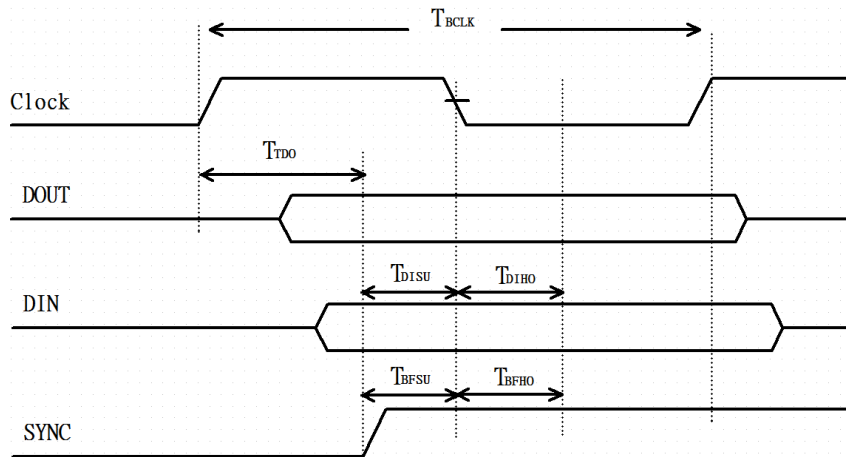 TBCLK
Clock
TTDO
DOUT
TDISU TDIHO
DIN
TBFSU TBFHO
SYNC